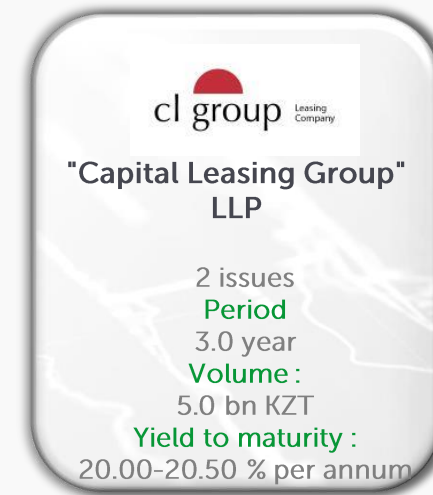 cl group Leasing
Company
"Capital Leasing Group"
LLP
2 issues
Period
3.0 year
Volume :
5.0 bn KZT
Yield to maturity :
20.00-20.50 % per annum